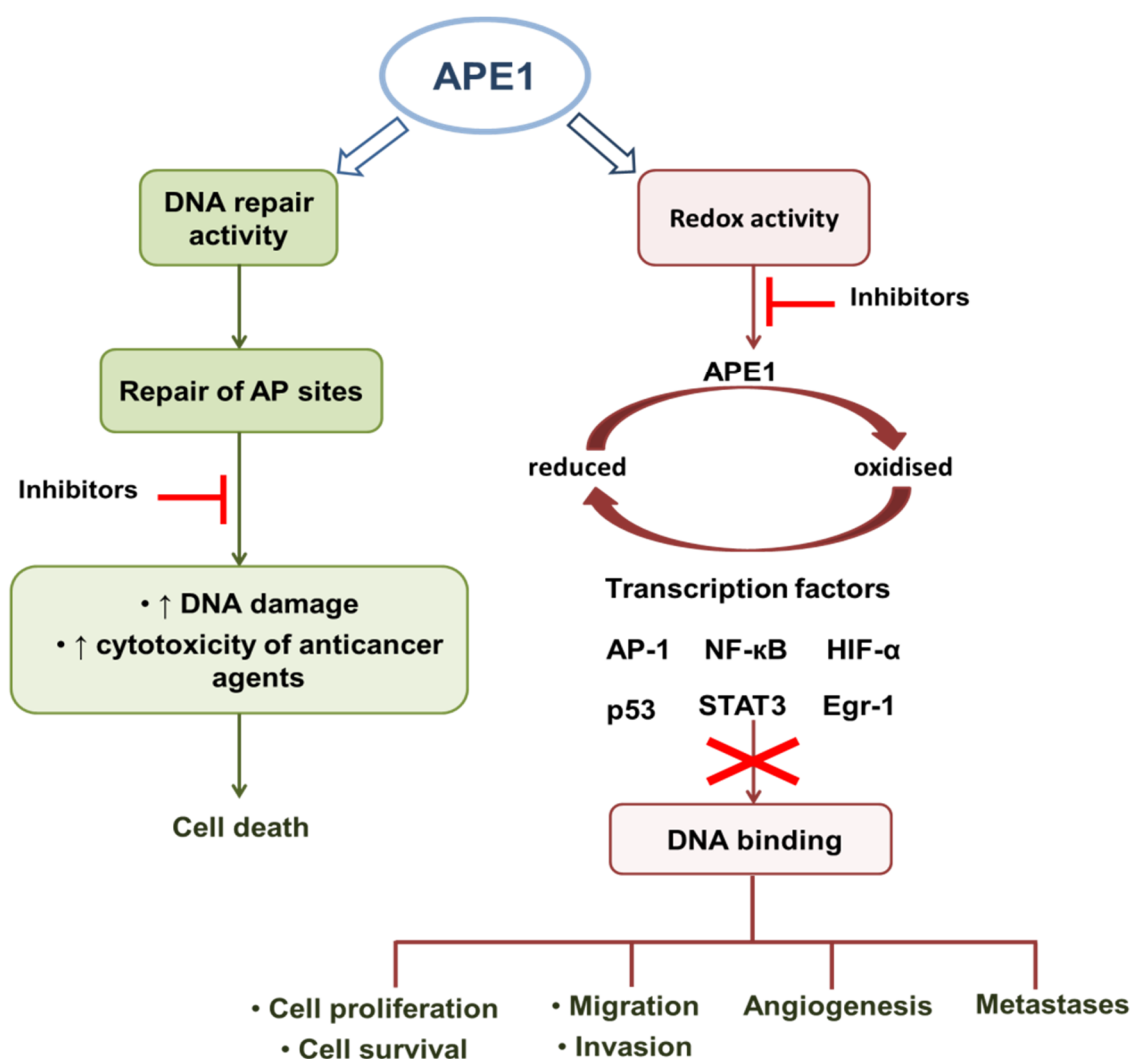 APE1
DNA repair
activity
Redox activity
Inhibitors
APE1
Repair of AP sites
reduced
oxidised
Inhibitors
Transcription factors
• ↑ DNA damage
• ↑ cytotoxicity of anticancer
agents
AP-1 NF-κB HIF-α
p53 STAT3 Egr-1
Cell death
DNA binding
• Cell proliferation
• Cell survival
• Migration
• Invasion
Angiogenesis
Metastases